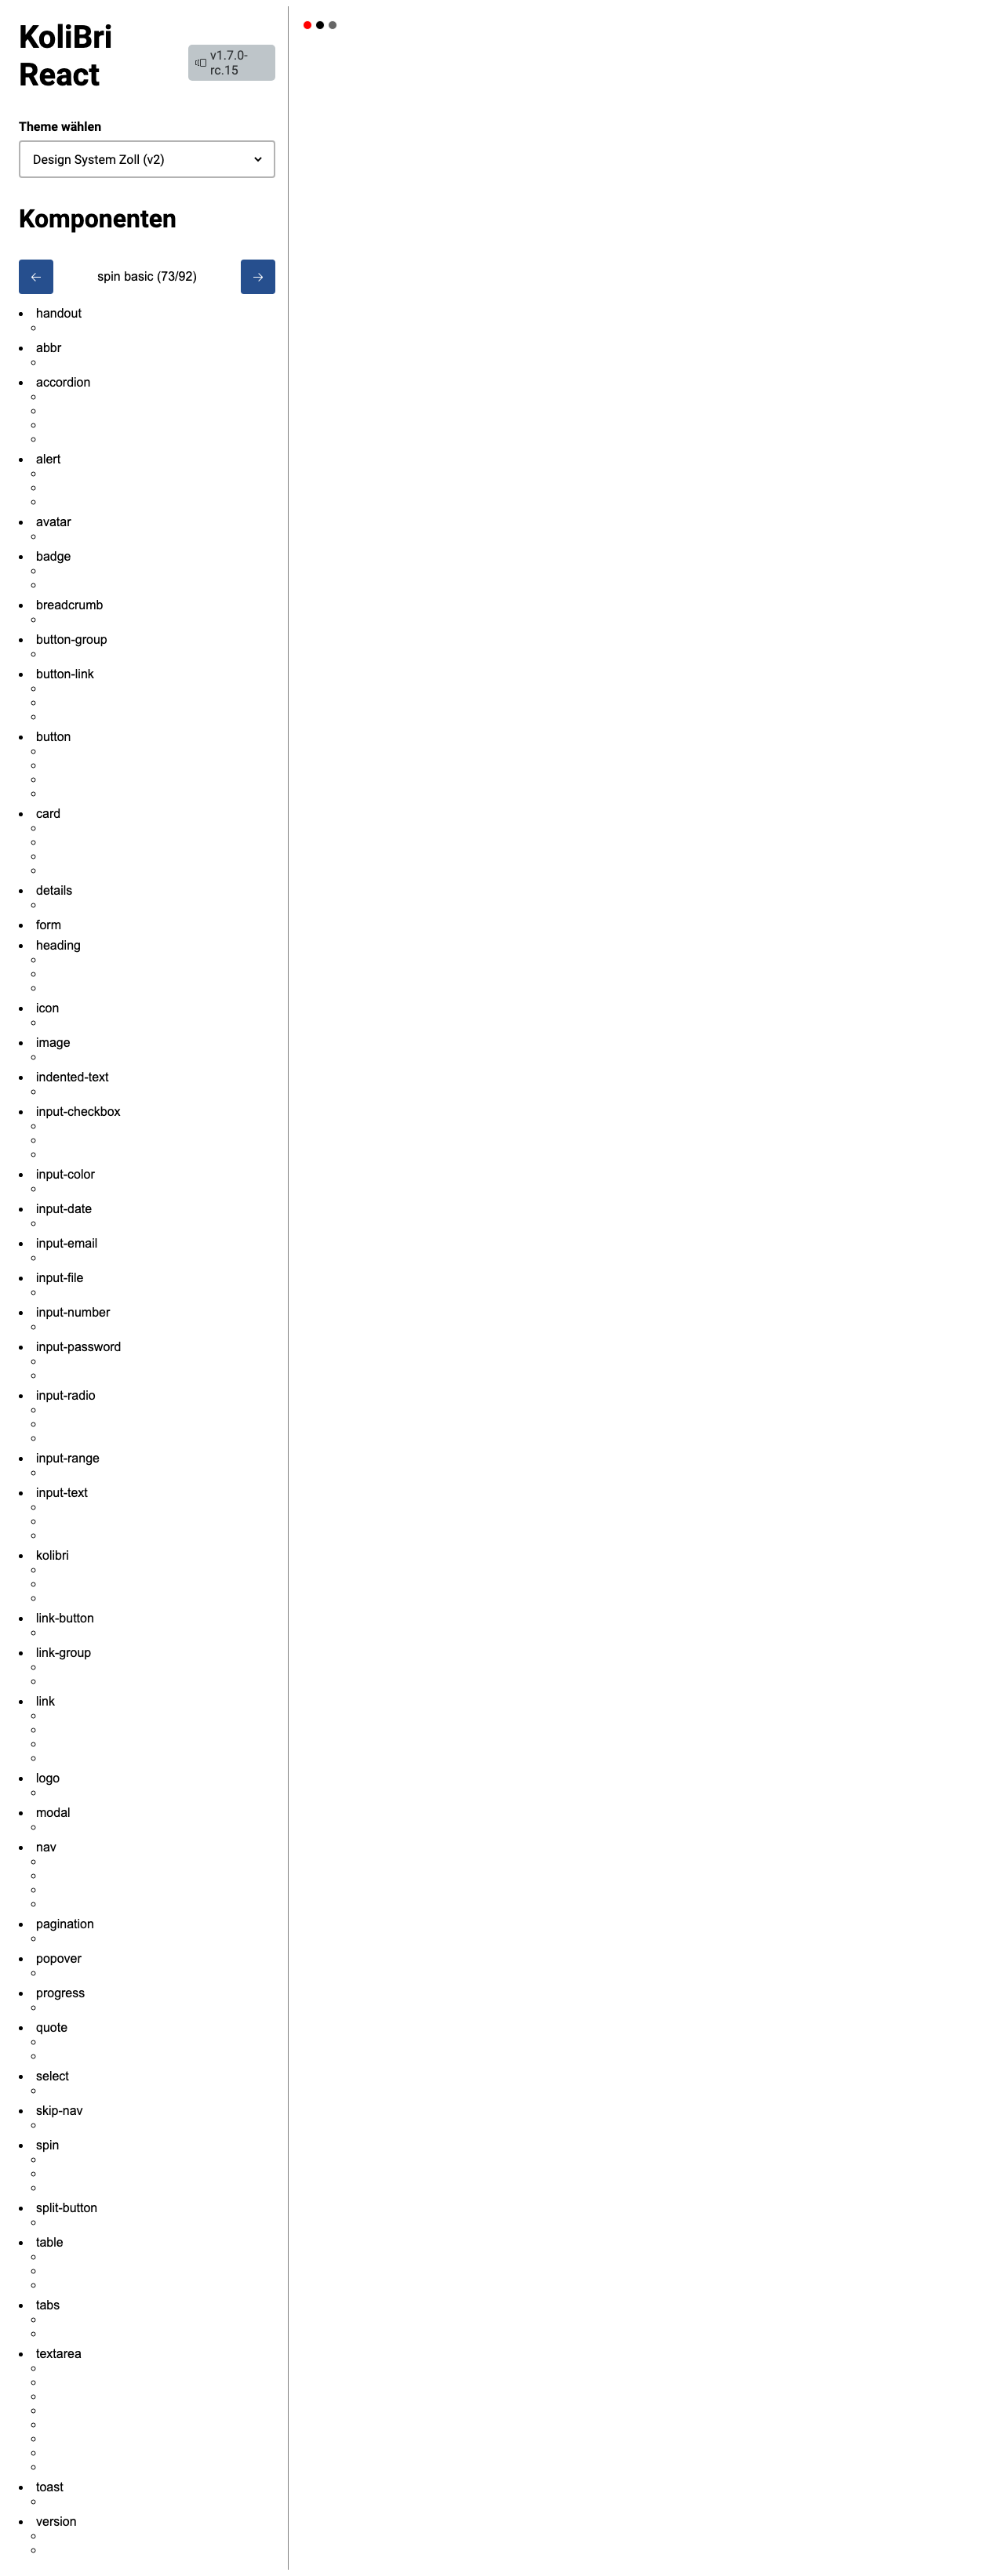 KoliBri
React
v1.7.0-
rc.15
Theme wählen
Design System Zoll (v2)
Komponenten
spin basic (73/92)
handout
abbr
accordion
alert
avatar
badge
breadcrumb
button-group
button-link
button
card
details
form
heading
icon
image
indented-text
input-checkbox
input-color
input-date
input-email
input-file
input-number
input-password
input-radio
input-range
input-text
kolibri
link-button
link-group
link
logo
modal
nav
pagination
popover
progress
quote
select
skip-nav
spin
split-button
table
tabs
textarea
toast
version